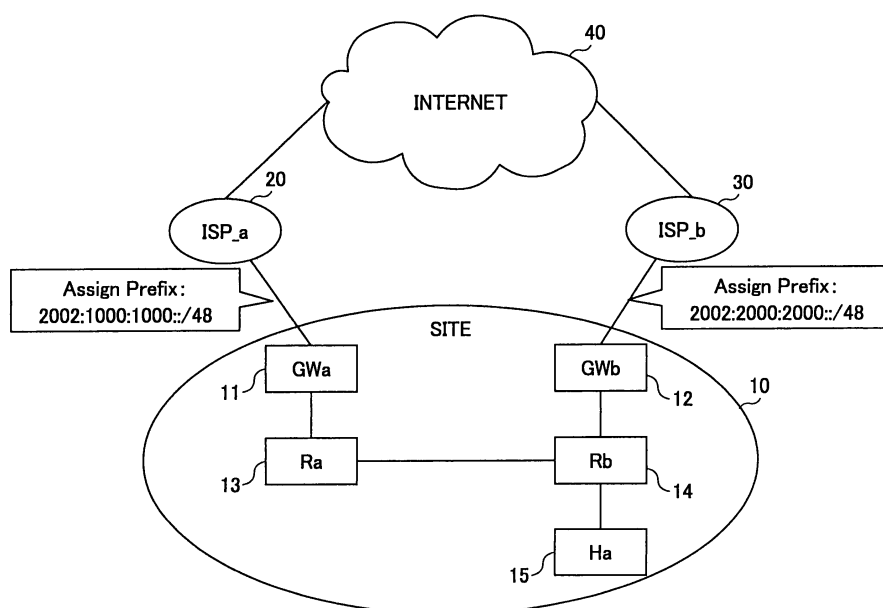 40
INTERNET
20
30
ISP_a
ISP_b
Assign Prefix:
2002:1000:1000::/48
Assign Prefix:
2002:2000:2000::/48
SITE
GWa
GWb
10
11
12
Ra
Rb
13
14
Ha
15